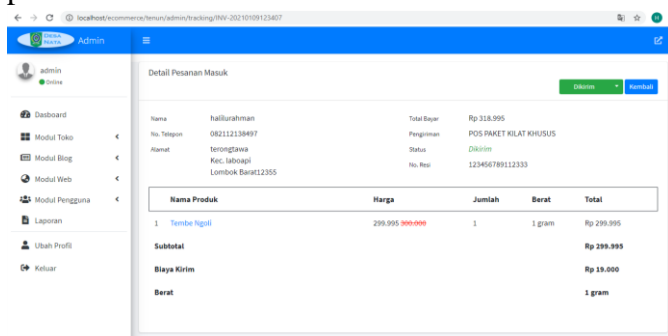 localhost/ecommerce/tenun/admin/tracking/INV-20210109123407
H
DESA NATA Admin
admin
Online
Dasboard
Modul Toko
Modul Blog
Modul Web
Modul Pengguna
Laporan
Ubah Profil
Keluar
Detail Pesanan Masuk
Dikirim Kembali
Nama halilurahman Total Bayar Rp 318.995
No. Telepon 082112138497 Pengiriman POS PAKET KILAT KHUSUS
Alamat terongtawa Status Dikirim
Kec. laboapi No. Resi 123456789112333
Lombok Barat12355
Nama Produk Harga Jumlah Berat Total
1 Tembe Ngoli 299.995 300.000 1 1 gram Rp 299.995
Subtotal Rp 299.995
Biaya Kirim Rp 19.000
Berat 1 gram